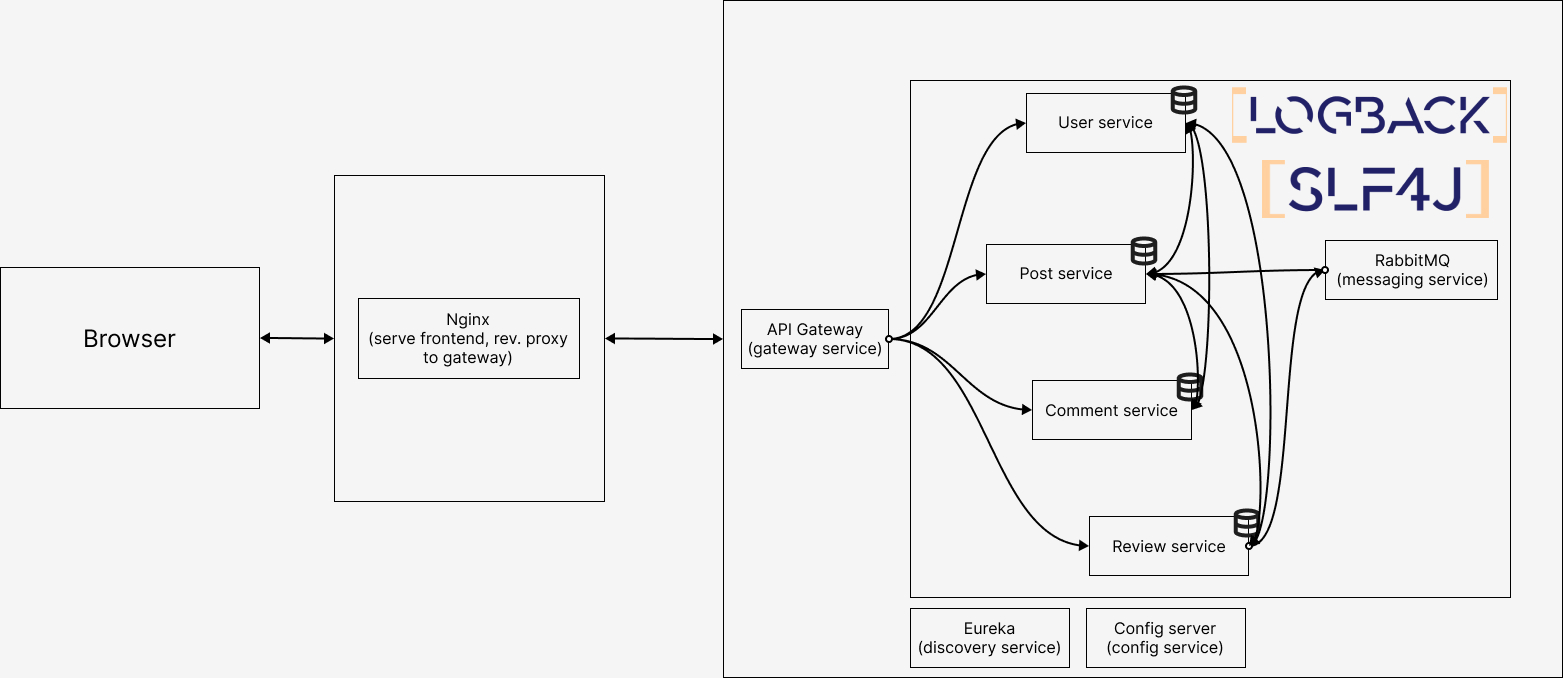 Browser
Nginx
(serve frontend, rev. proxy
to gateway)
API Gateway
(gateway service)
User service
Post service
Comment service
Review service
[LOGBACK]
[SLF4J]
RabbitMQ
(messaging service)
Eureka
(discovery service)
Config server
(config service)